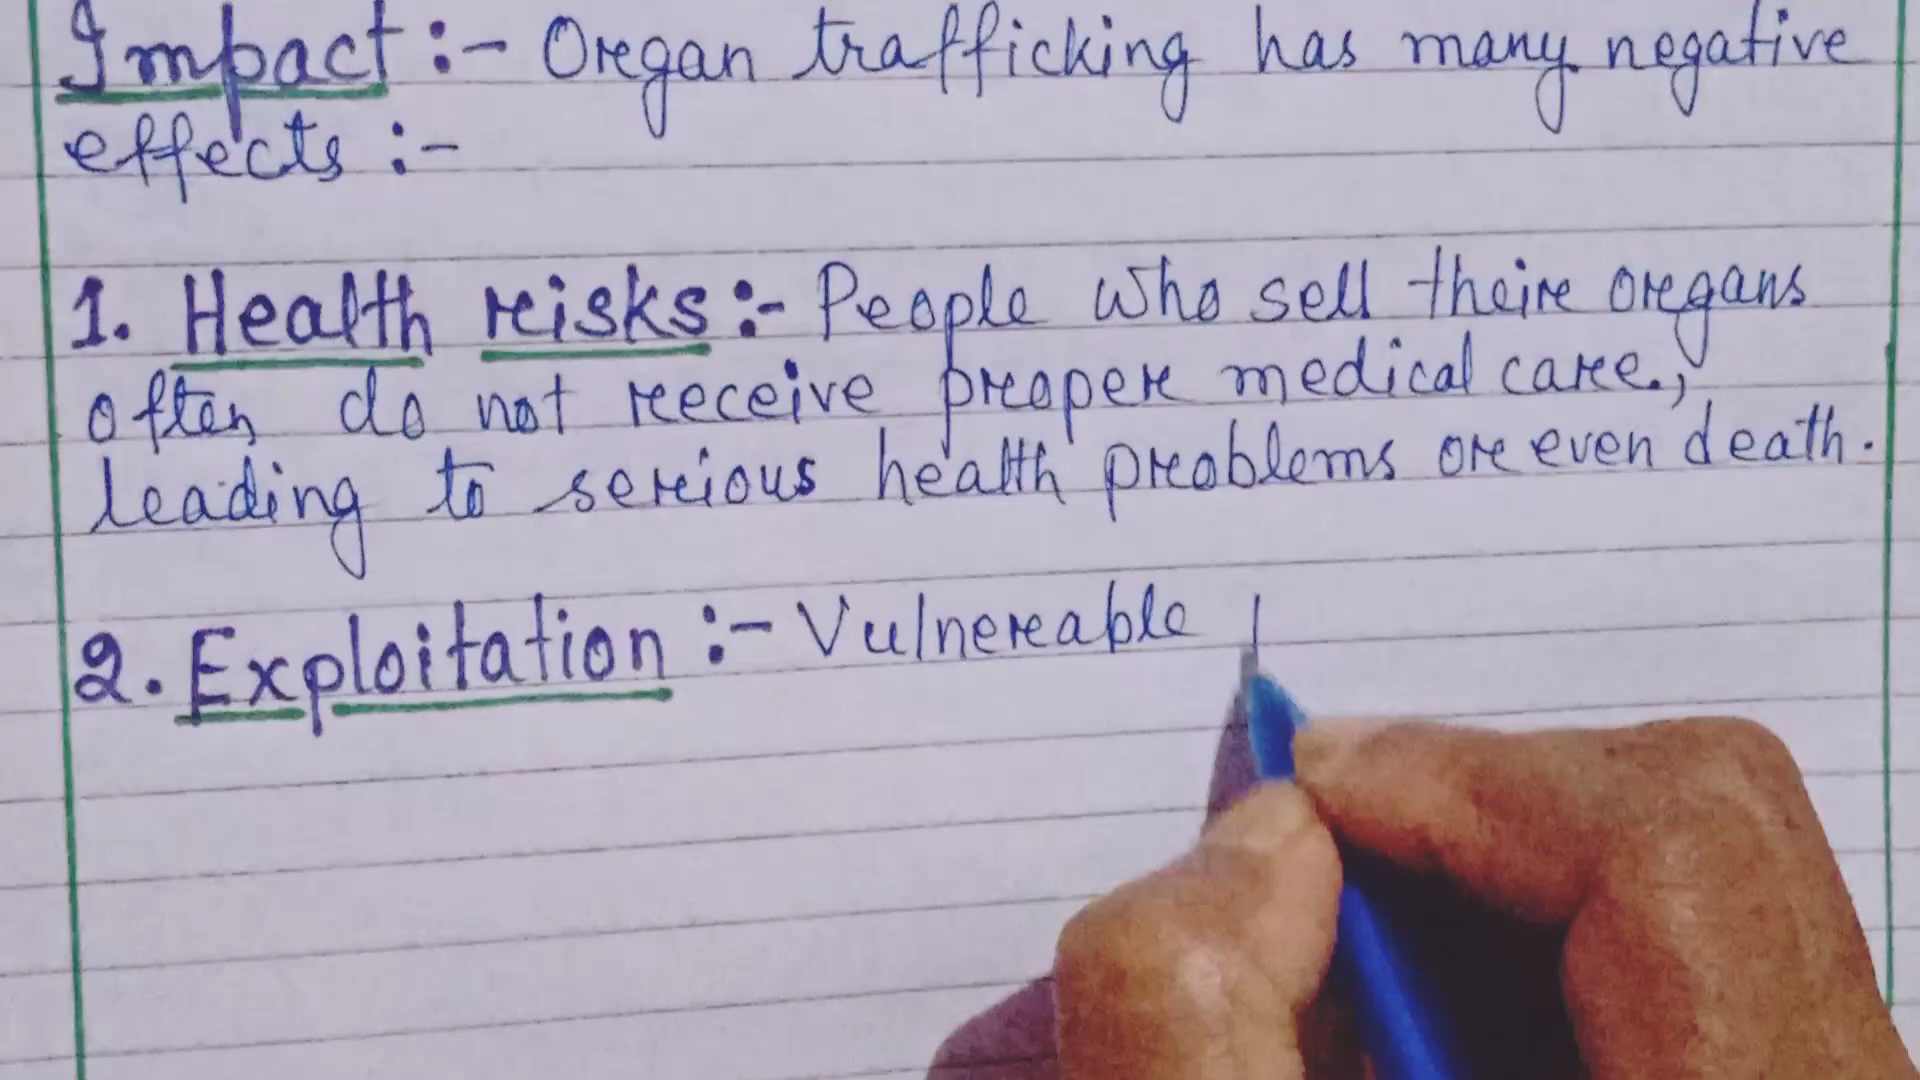 Impact :- Organ trafficking has many negative
effects :-
1. Health risks :- People who sell their organs
often do not receive proper medical care.,
leading to serious health problems or even death.
2. Exploitation :- Vulnerable